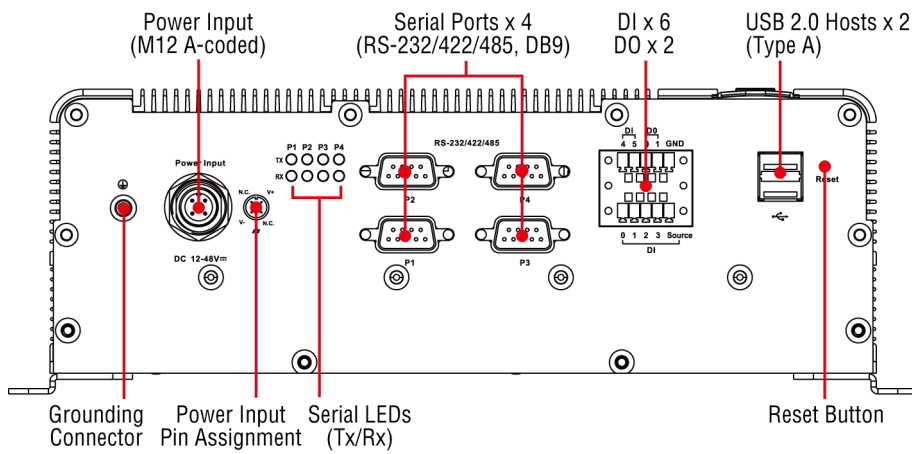 Power Input
(M12 A-coded)
Serial Ports x 4
(RS-232/422/485, DB9)
DI x 6
DO x 2
USB 2.0 Hosts x 2
(Type A)
P1 P2 P3 P4
TX
RX
RS-232/422/485
DI D0
4 5 0 1 GND
Power Input
N.C. V+
V- N.C.
DC 12-48V
P2
P4
P1
P3
0 1 2 3 Source
DI
Reset
Grounding
Connector
Power Input
Pin Assignment
Serial LEDs
(Tx/Rx)
Reset Button